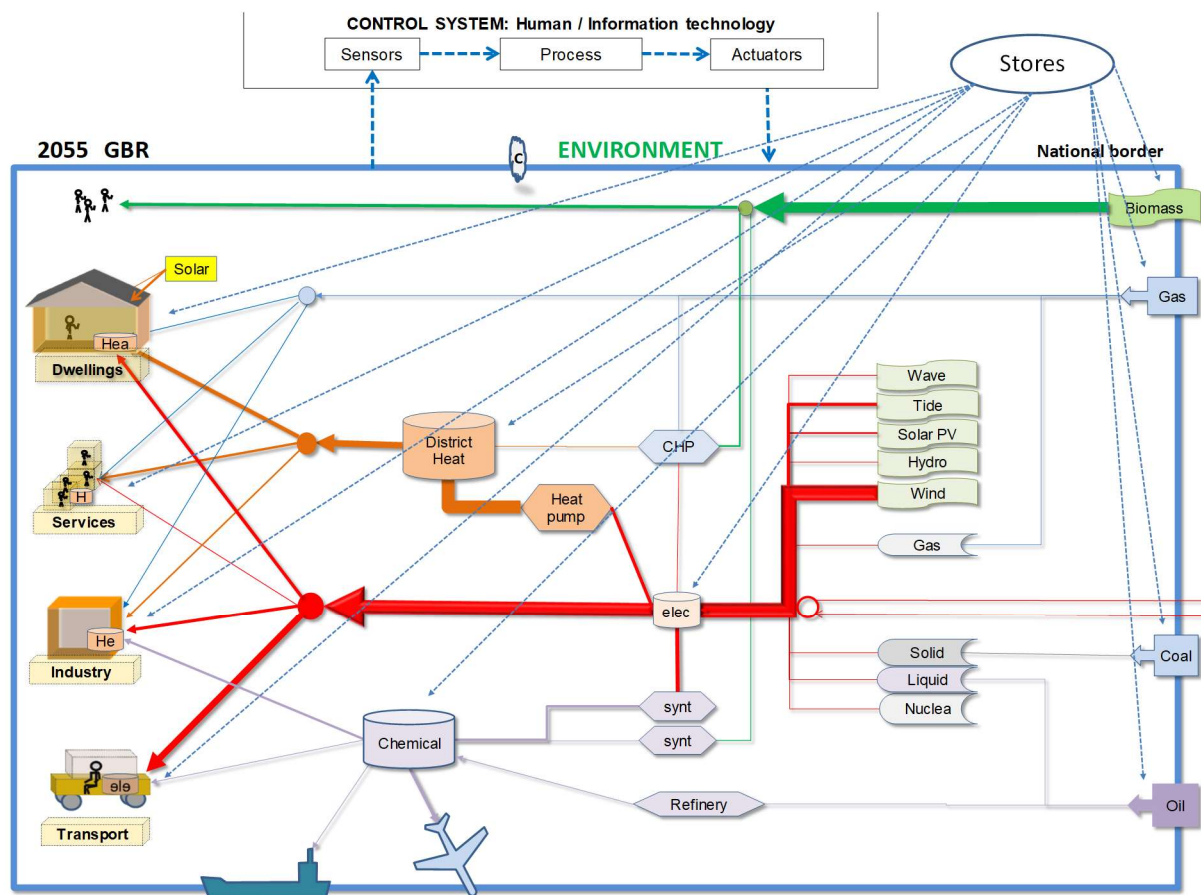 CONTROL SYSTEM: Human / Information technology
Sensors
Process
Actuators
Stores
2055 GBR
C
ENVIRONMENT
National border
Biomass
Solar
Gas
Hea
Dwellings
Wave
Tide
Solar PV
Hydro
Wind
District
Heat
CHP
H
Services
Heat
pump
Gas
elec
He
Industry
Solid
Liquid
Nuclea
Coal
synt
synt
Chemical
ele
Transport
Refinery
Oil